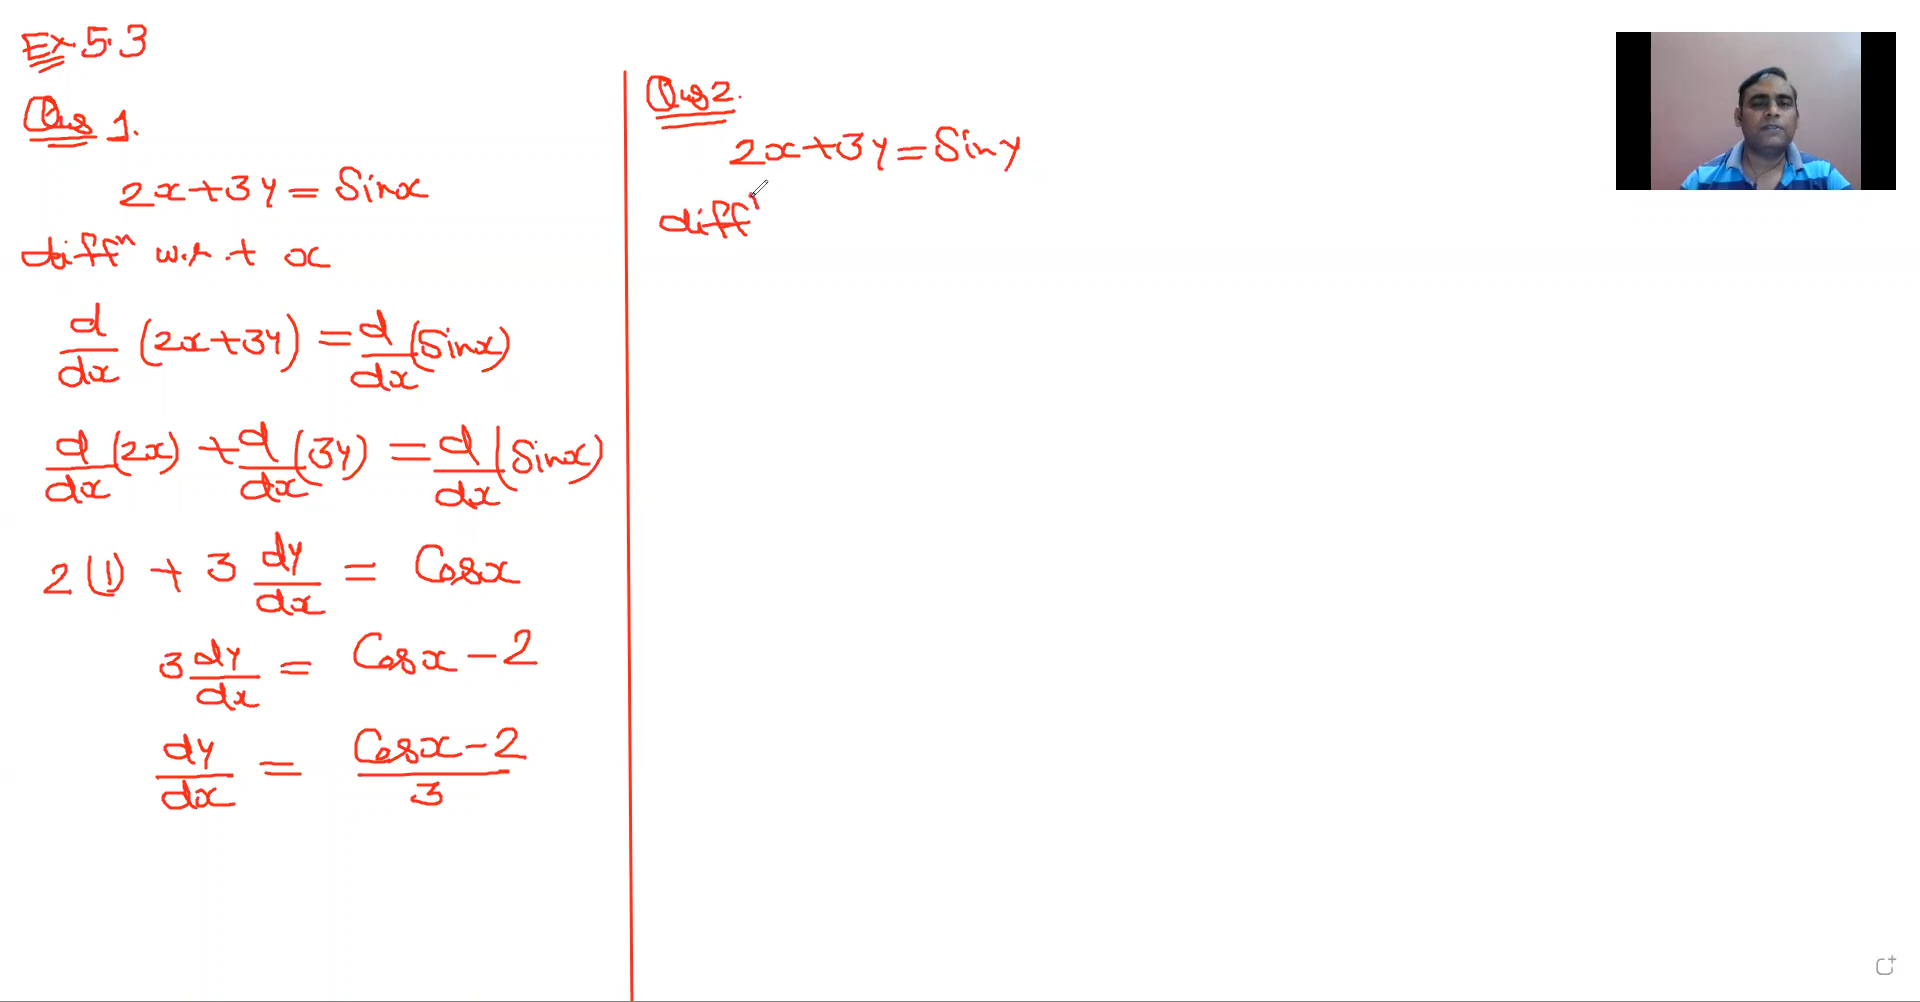 Ex 5.3
Qus 1.
2x+3y = Sinx
diffⁿ w.r.t x
d/dx (2x+3y) = d/dx (Sinx)
d/dx (2x) + d/dx (3y) = d/dx (Sinx)
2(1) + 3 dy/dx = Cosx
3 dy/dx = Cosx - 2
dy/dx = Cosx - 2 / 3
Qus 2.
2x+3y = Siny
diff